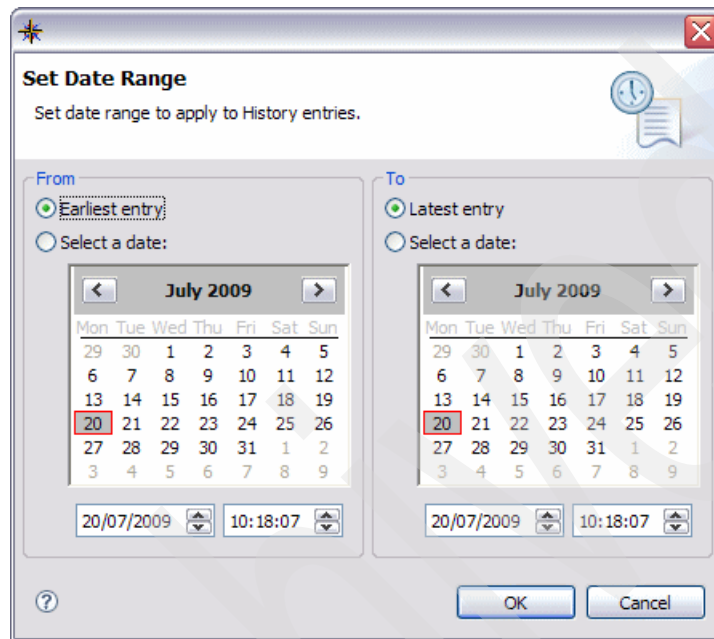 Set Date Range
Set date range to apply to History entries.
From
Earliest entry
Select a date:
July 2009
Mon Tue Wed Thu Fri Sat Sun
29 30 1 2 3 4 5
6 7 8 9 10 11 12
13 14 15 16 17 18 19
20 21 22 23 24 25 26
27 28 29 30 31 1 2
3 4 5 6 7 8 9
20/07/2009 10:18:07
To
Latest entry
Select a date:
July 2009
Mon Tue Wed Thu Fri Sat Sun
29 30 1 2 3 4 5
6 7 8 9 10 11 12
13 14 15 16 17 18 19
20 21 22 23 24 25 26
27 28 29 30 31 1 2
3 4 5 6 7 8 9
20/07/2009 10:18:07
?
OK Cancel